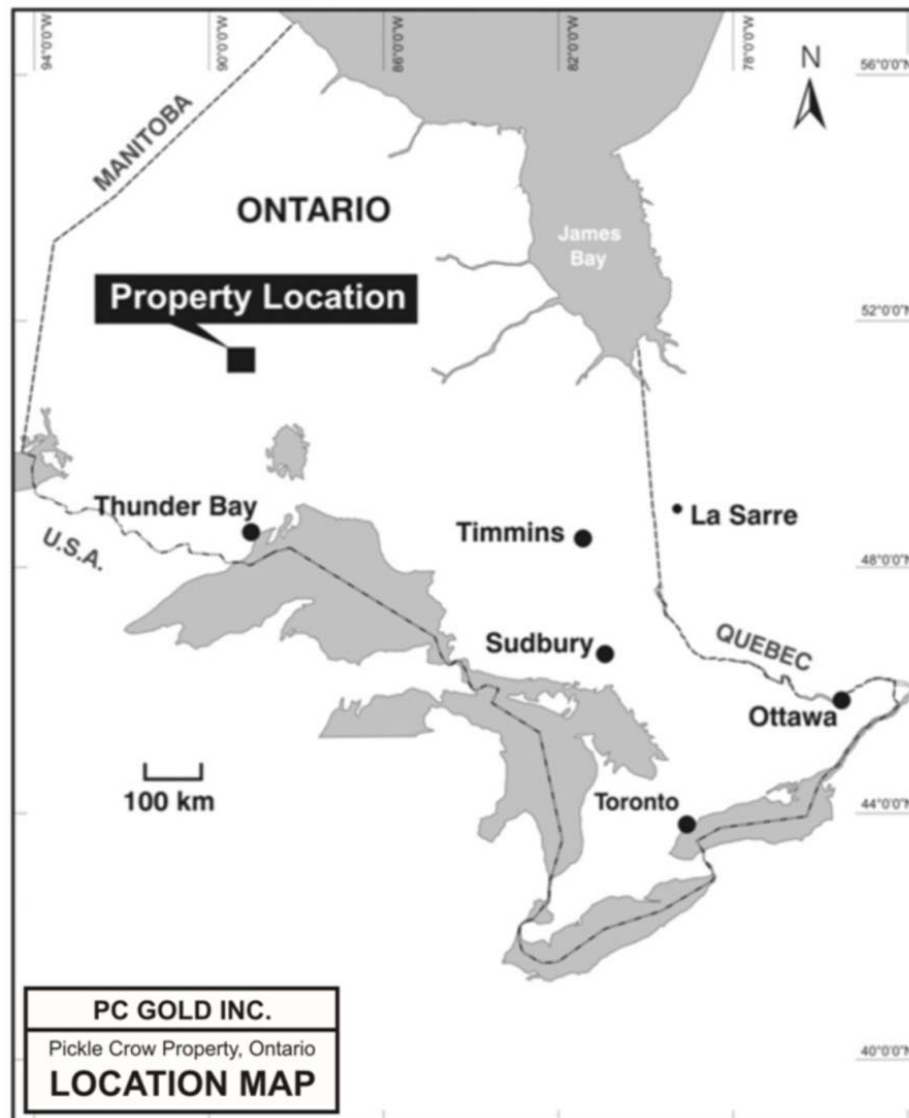 94°0'0"W
90°0'0"W
86°0'0"W
82°0'0"W
78°0'0"W
56°0'0"N
N
MANITOBA
ONTARIO
James
Bay
Property Location
52°0'0"N
Thunder Bay
U.S.A.
Timmins
La Sarre
48°0'0"N
Sudbury
QUEBEC
Ottawa
100 km
Toronto
44°0'0"N
PC GOLD INC.
Pickle Crow Property, Ontario
LOCATION MAP
40°0'0"N